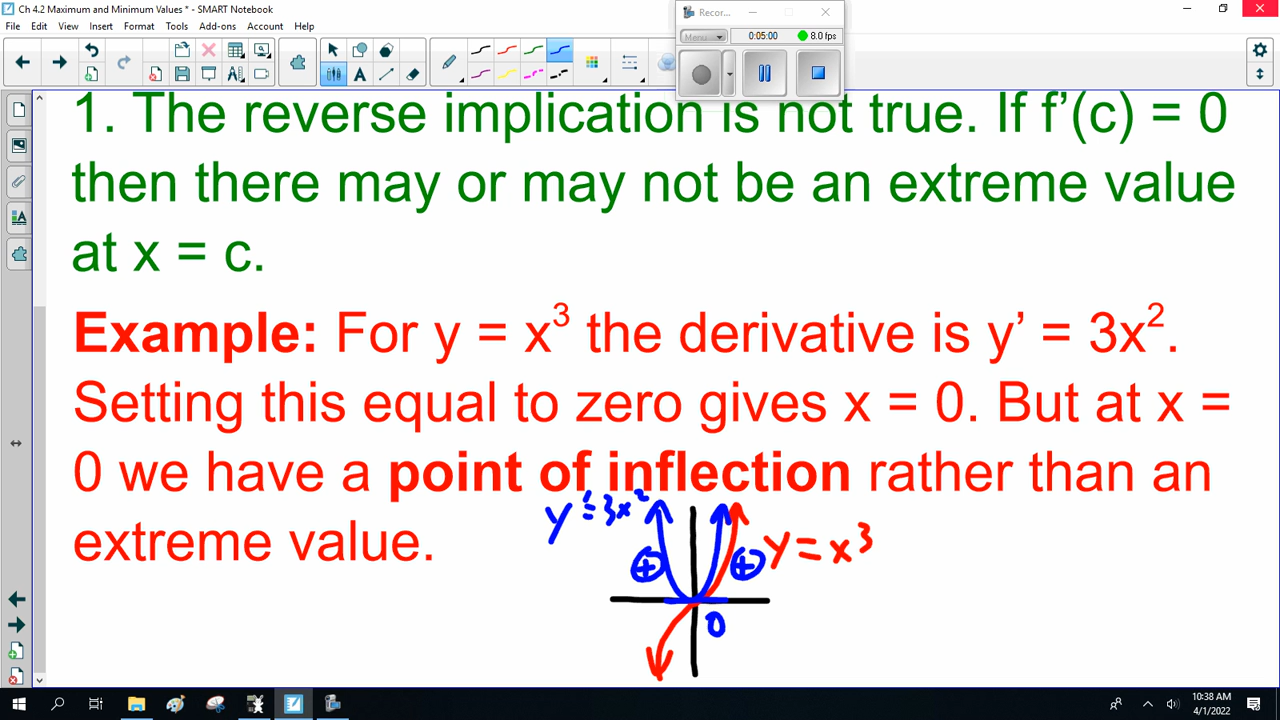 Ch 4.2 Maximum and Minimum Values * - SMART Notebook
Recor...
File Edit View Insert Format Tools Add-ons Account Help
Menu 0:05:00 8.0 fps
1. The reverse implication is not true. If f’(c) = 0
then there may or may not be an extreme value
at x = c.
Example: For y = x³ the derivative is y’ = 3x².
Setting this equal to zero gives x = 0. But at x =
0 we have a point of inflection rather than an
extreme value.
y' = 3x²
+ + y = x³
0
10:38 AM
4/1/2022